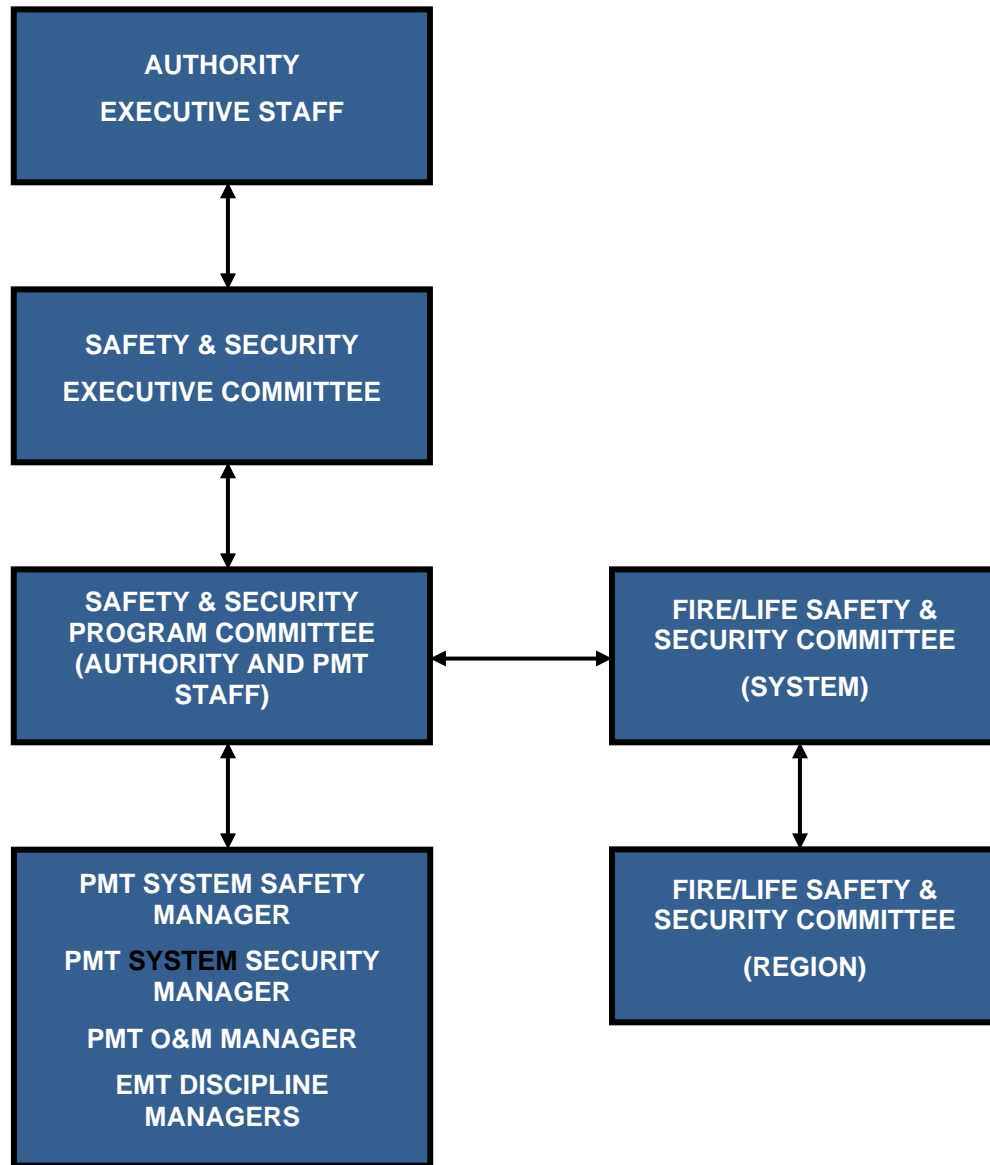 AUTHORITY
EXECUTIVE STAFF
SAFETY & SECURITY
EXECUTIVE COMMITTEE
SAFETY & SECURITY
PROGRAM COMMITTEE
(AUTHORITY AND PMT
STAFF)
FIRE/LIFE SAFETY &
SECURITY COMMITTEE
(SYSTEM)
PMT SYSTEM SAFETY
MANAGER
PMT SYSTEM SECURITY
MANAGER
PMT O&M MANAGER
EMT DISCIPLINE
MANAGERS
FIRE/LIFE SAFETY &
SECURITY COMMITTEE
(REGION)